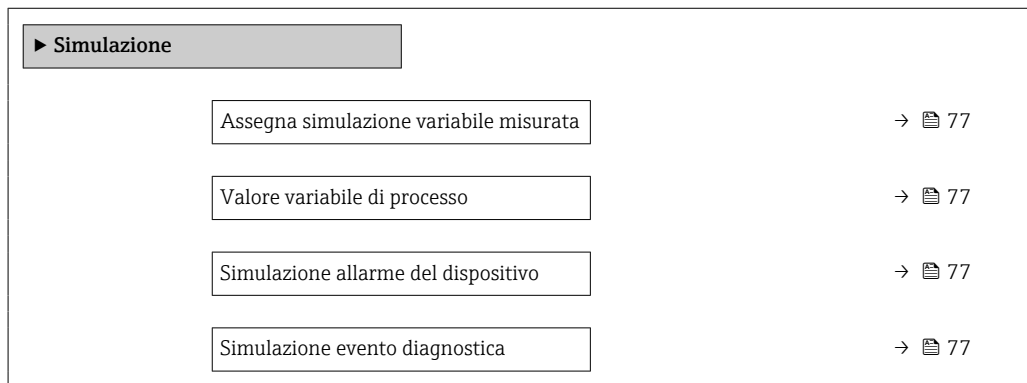 ▶ Simulazione
Assegna simulazione variabile misurata → 77
Valore variabile di processo → 77
Simulazione allarme del dispositivo → 77
Simulazione evento diagnostica → 77